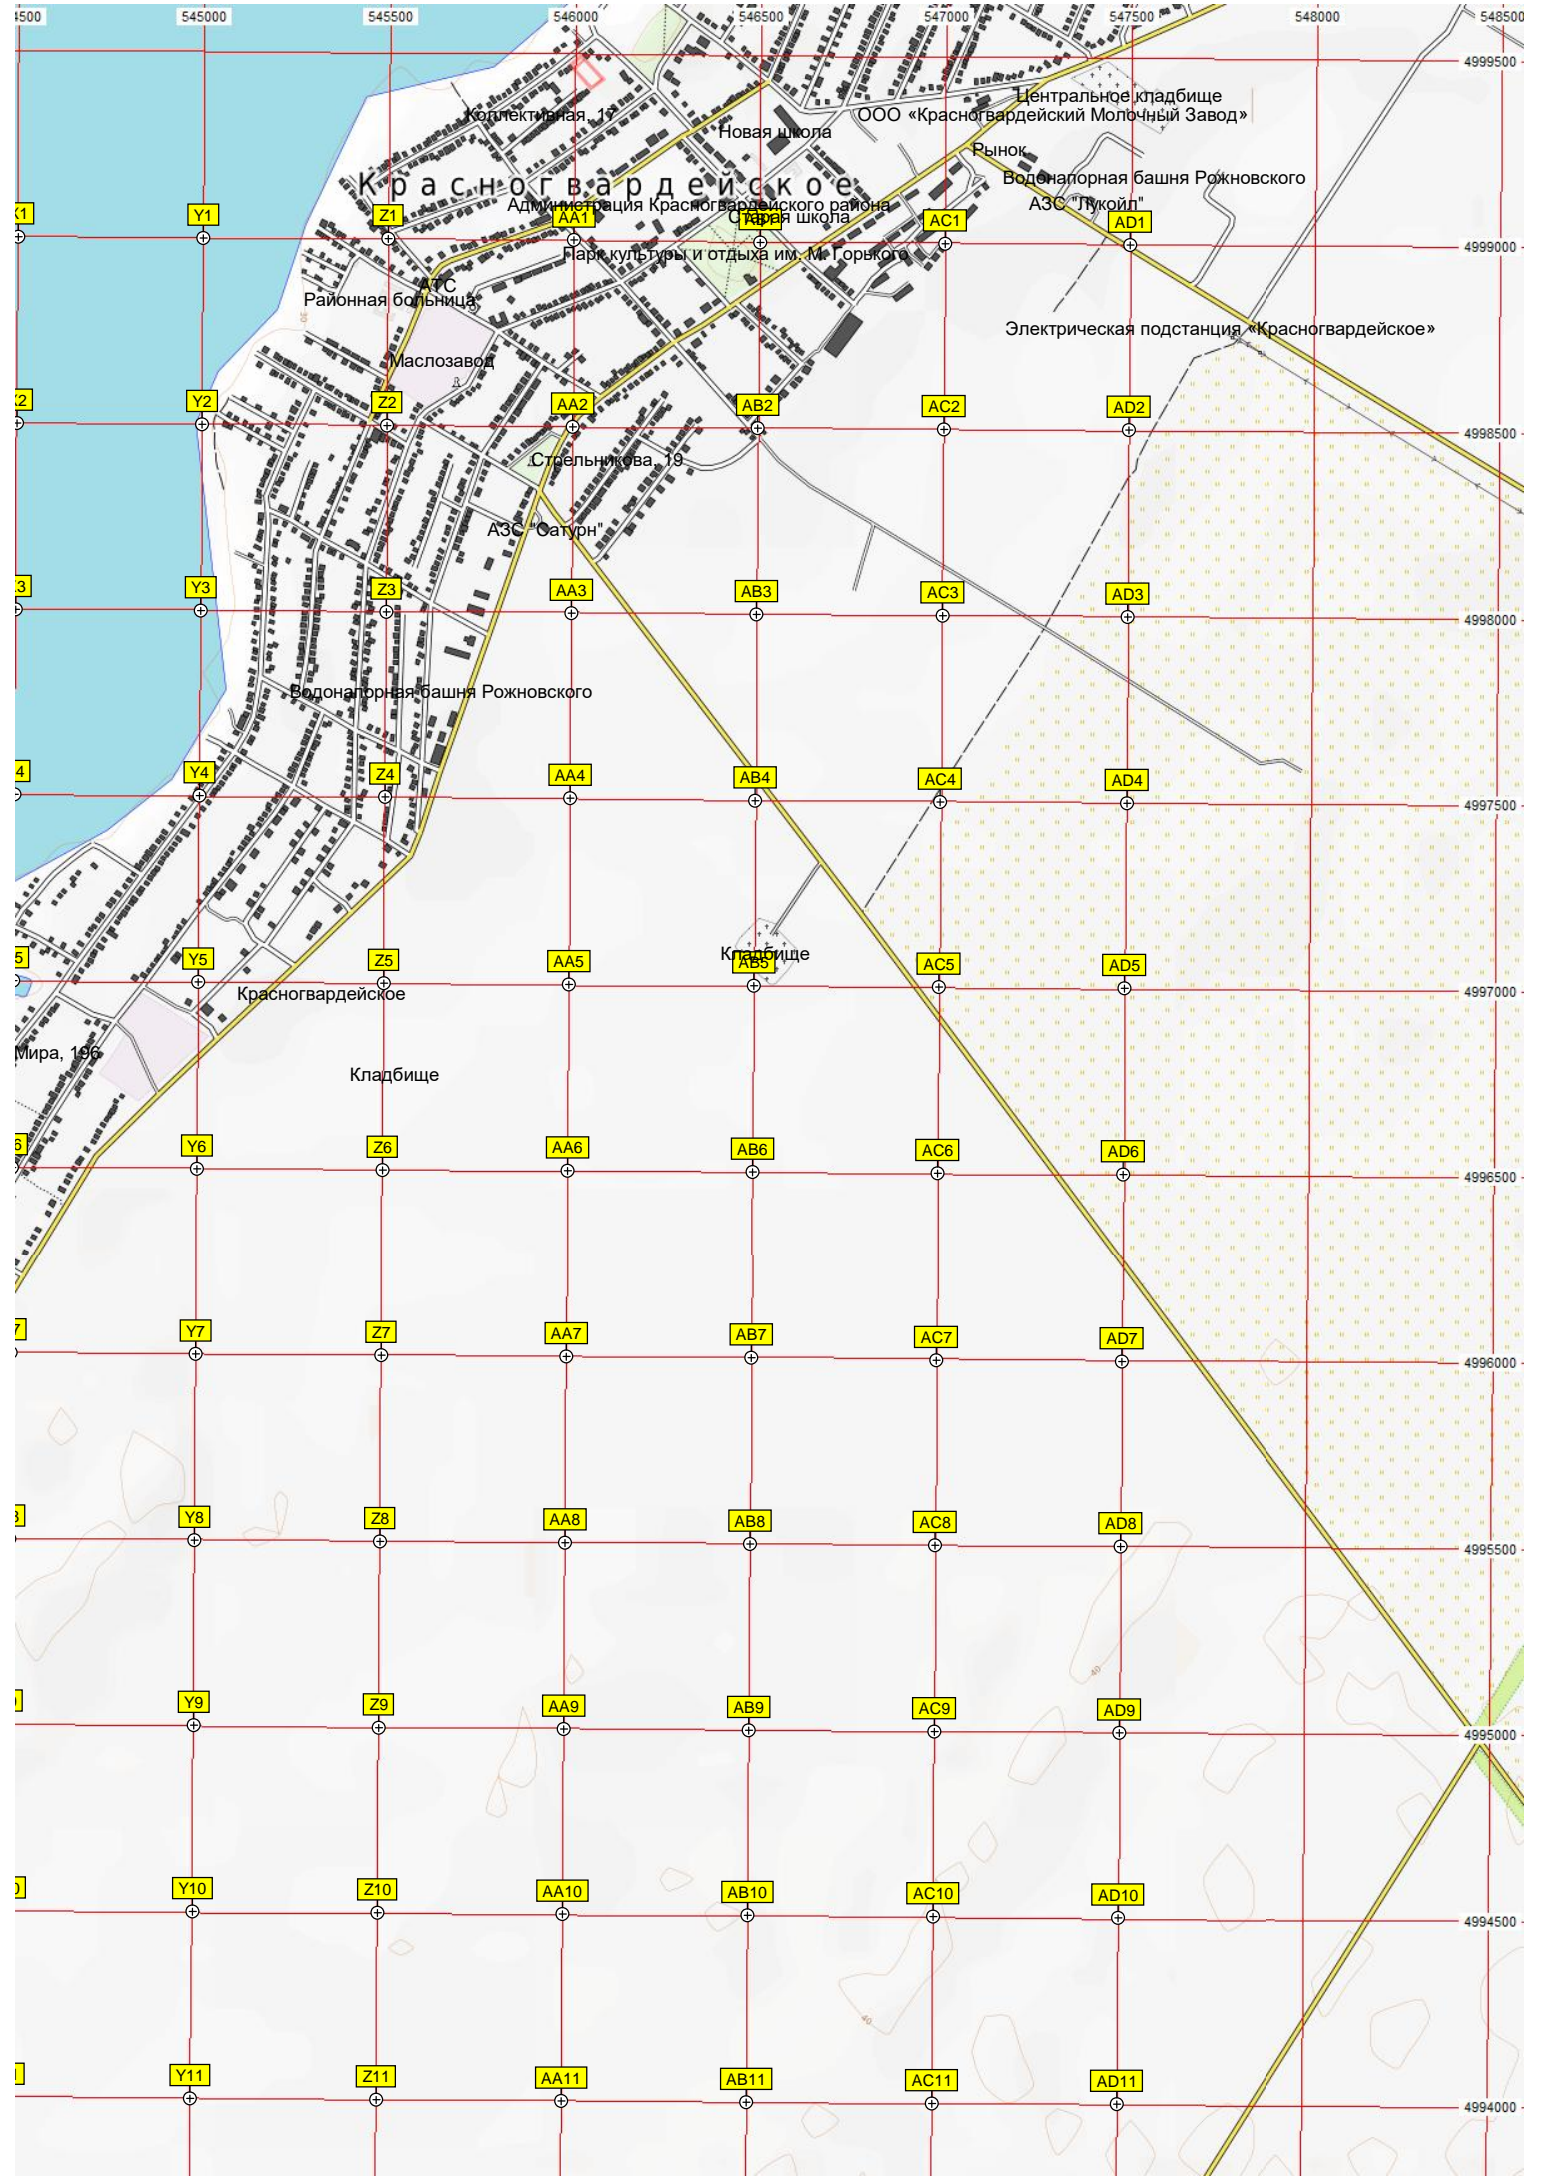 545000 545500 546000 546500 547000 547500 548000
4999500
Центральное кладбище
Коллективная, 17
ООО «Красногвардейский Молочный Завод»
Новая школа
Рынок
Водонапорная башня Рожновского
Красногвардейское
Администрация Красногвардейского района
АЗС "Лукойл"
Старая школа
Y1 Z1 AA1 AC1 AD1
4999000
Парк культуры и отдыха им. М. Горького
АТС
Районная больница
Электрическая подстанция «Красногвардейское»
Маслозавод
Y2 Z2 AA2 AB2 AC2 AD2
4998500
Стрельникова, 19
АЗС "Сатурн"
Y3 Z3 AA3 AB3 AC3 AD3
4998000
Водонапорная башня Рожновского
Y4 Z4 AA4 AB4 AC4 AD4
4997500
Кладбище
Y5 Z5 AA5 AB5 AC5 AD5
4997000
Красногвардейское
Мира, 196
Кладбище
Y6 Z6 AA6 AB6 AC6 AD6
4996500
Y7 Z7 AA7 AB7 AC7 AD7
4996000
Y8 Z8 AA8 AB8 AC8 AD8
4995500
40
Y9 Z9 AA9 AB9 AC9 AD9
4995000
Y10 Z10 AA10 AB10 AC10 AD10
4994500
40
Y11 Z11 AA11 AB11 AC11 AD11
4994000